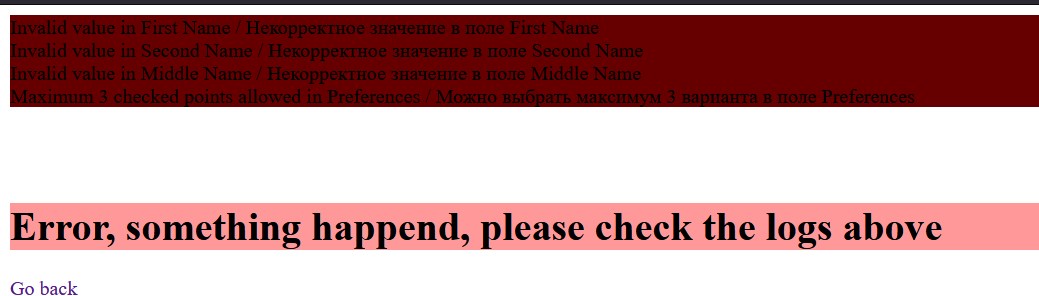 Invalid value in First Name / Некорректное значение в поле First Name
Invalid value in Second Name / Некорректное значение в поле Second Name
Invalid value in Middle Name / Некорректное значение в поле Middle Name
Maximum 3 checked points allowed in Preferences / Можно выбрать максимум 3 варианта в поле Preferences
Error, something happend, please check the logs above
Go back